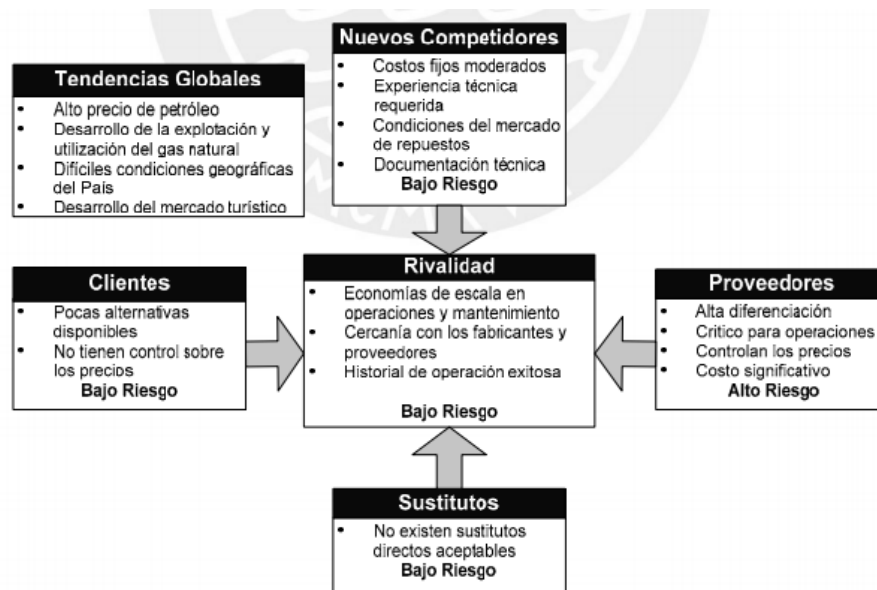 Nuevos Competidores
• Costos fijos moderados
• Experiencia técnica
requerida
• Condiciones del mercado
de repuestos
• Documentación técnica
Bajo Riesgo
Tendencias Globales
• Alto precio de petróleo
• Desarrollo de la explotación y
utilización del gas natural
• Difíciles condiciones geográficas
del País
• Desarrollo del mercado turístico
Rivalidad
• Economías de escala en
operaciones y mantenimiento
• Cercanía con los fabricantes y
proveedores
• Historial de operación exitosa
Bajo Riesgo
Clientes
• Pocas alternativas
disponibles
• No tienen control sobre
los precios
Bajo Riesgo
Proveedores
• Alta diferenciación
• Critico para operaciones
• Controlan los precios
• Costo significativo
Alto Riesgo
Sustitutos
• No existen sustitutos
directos aceptables
Bajo Riesgo